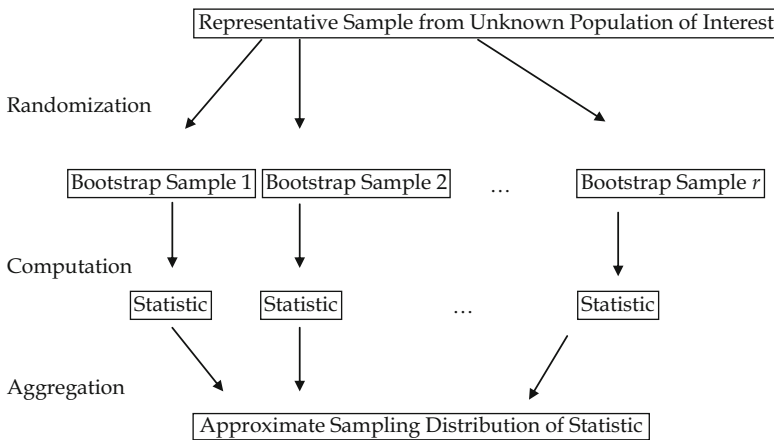 Representative Sample from Unknown Population of Interest
Randomization
Bootstrap Sample 1 Bootstrap Sample 2 ... Bootstrap Sample r
Computation
Statistic Statistic ... Statistic
Aggregation
Approximate Sampling Distribution of Statistic